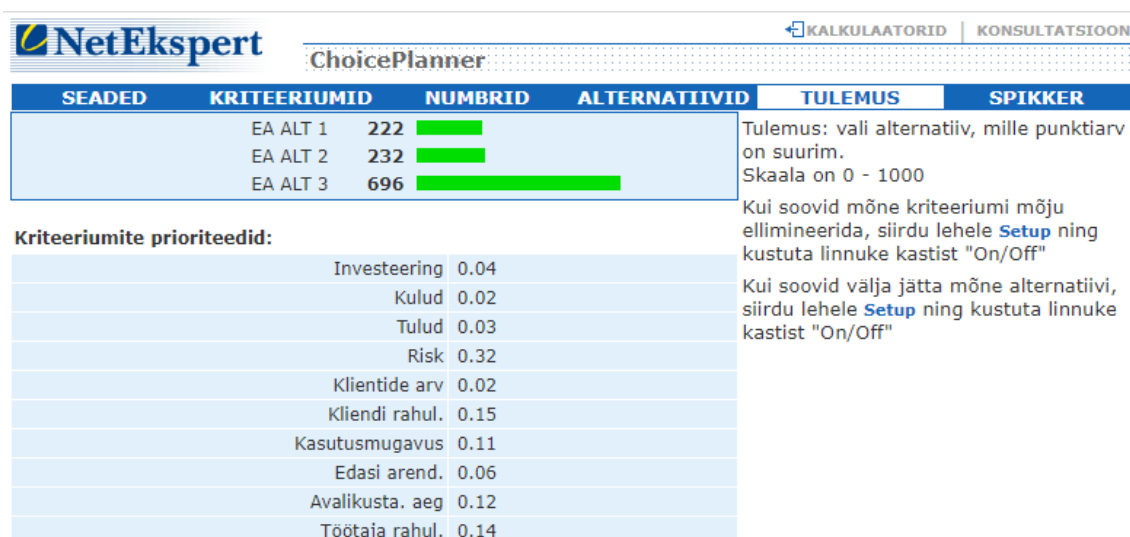 NetEkspert
KALKULAATORID | KONSULTATSIOON
ChoicePlanner
SEADED KRITEERIUMID NUMBRID ALTERNATIIVID TULEMUS SPIKKER
EA ALT 1 222
EA ALT 2 232
EA ALT 3 696
Kriteeriumite prioriteedid:
Investeering 0.04
Kulud 0.02
Tulud 0.03
Risk 0.32
Klientide arv 0.02
Kliendi rahul. 0.15
Kasutusmugavus 0.11
Edasi arend. 0.06
Avalikusta. aeg 0.12
Töötaja rahul. 0.14
Tulemus: vali alternatiiv, mille punktiarv
on suurim.
Skaala on 0 - 1000
Kui soovid mõne kriteeriumi mõju
ellimineerida, siirdu lehele Setup ning
kustuta linnuke kastist "On/Off"
Kui soovid välja jätta mõne alternatiivi,
siirdu lehele Setup ning kustuta linnuke
kastist "On/Off"